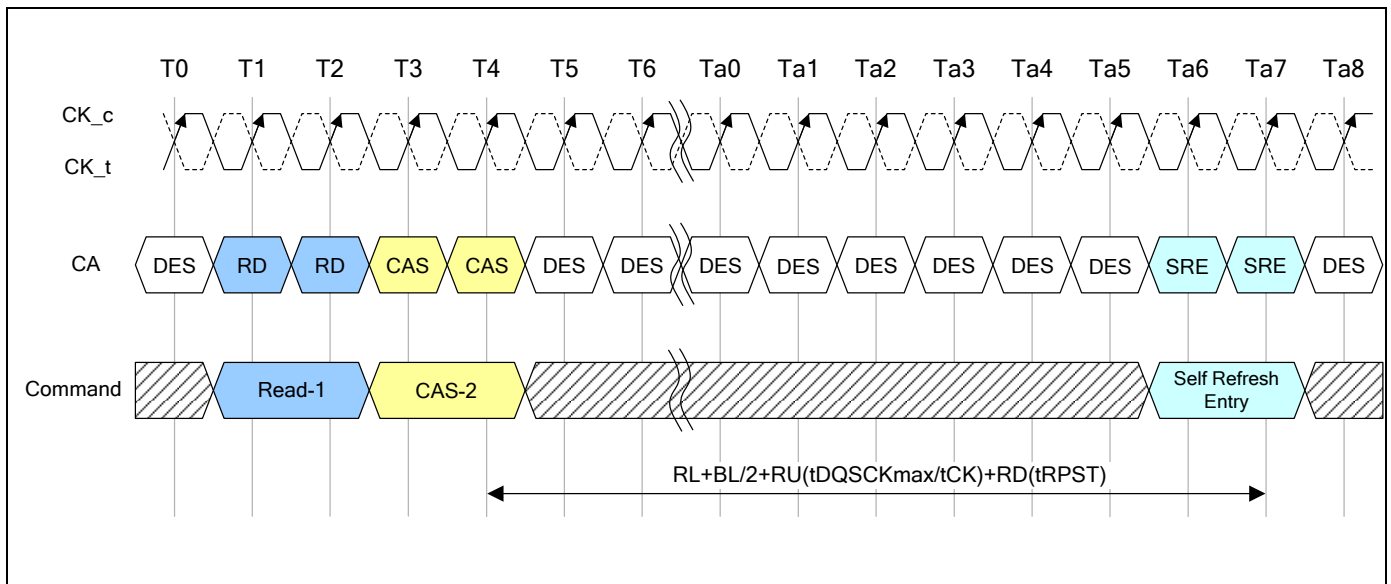 T0 T1 T2 T3 T4 T5 T6 Ta0 Ta1 Ta2 Ta3 Ta4 Ta5 Ta6 Ta7 Ta8
CK_c
CK_t
CA DES RD RD CAS CAS DES DES DES DES DES DES DES DES SRE SRE DES
Command Read-1 CAS-2 Self Refresh
Entry
RL+BL/2+RU(tDQSCKmax/tCK)+RD(tRPST)